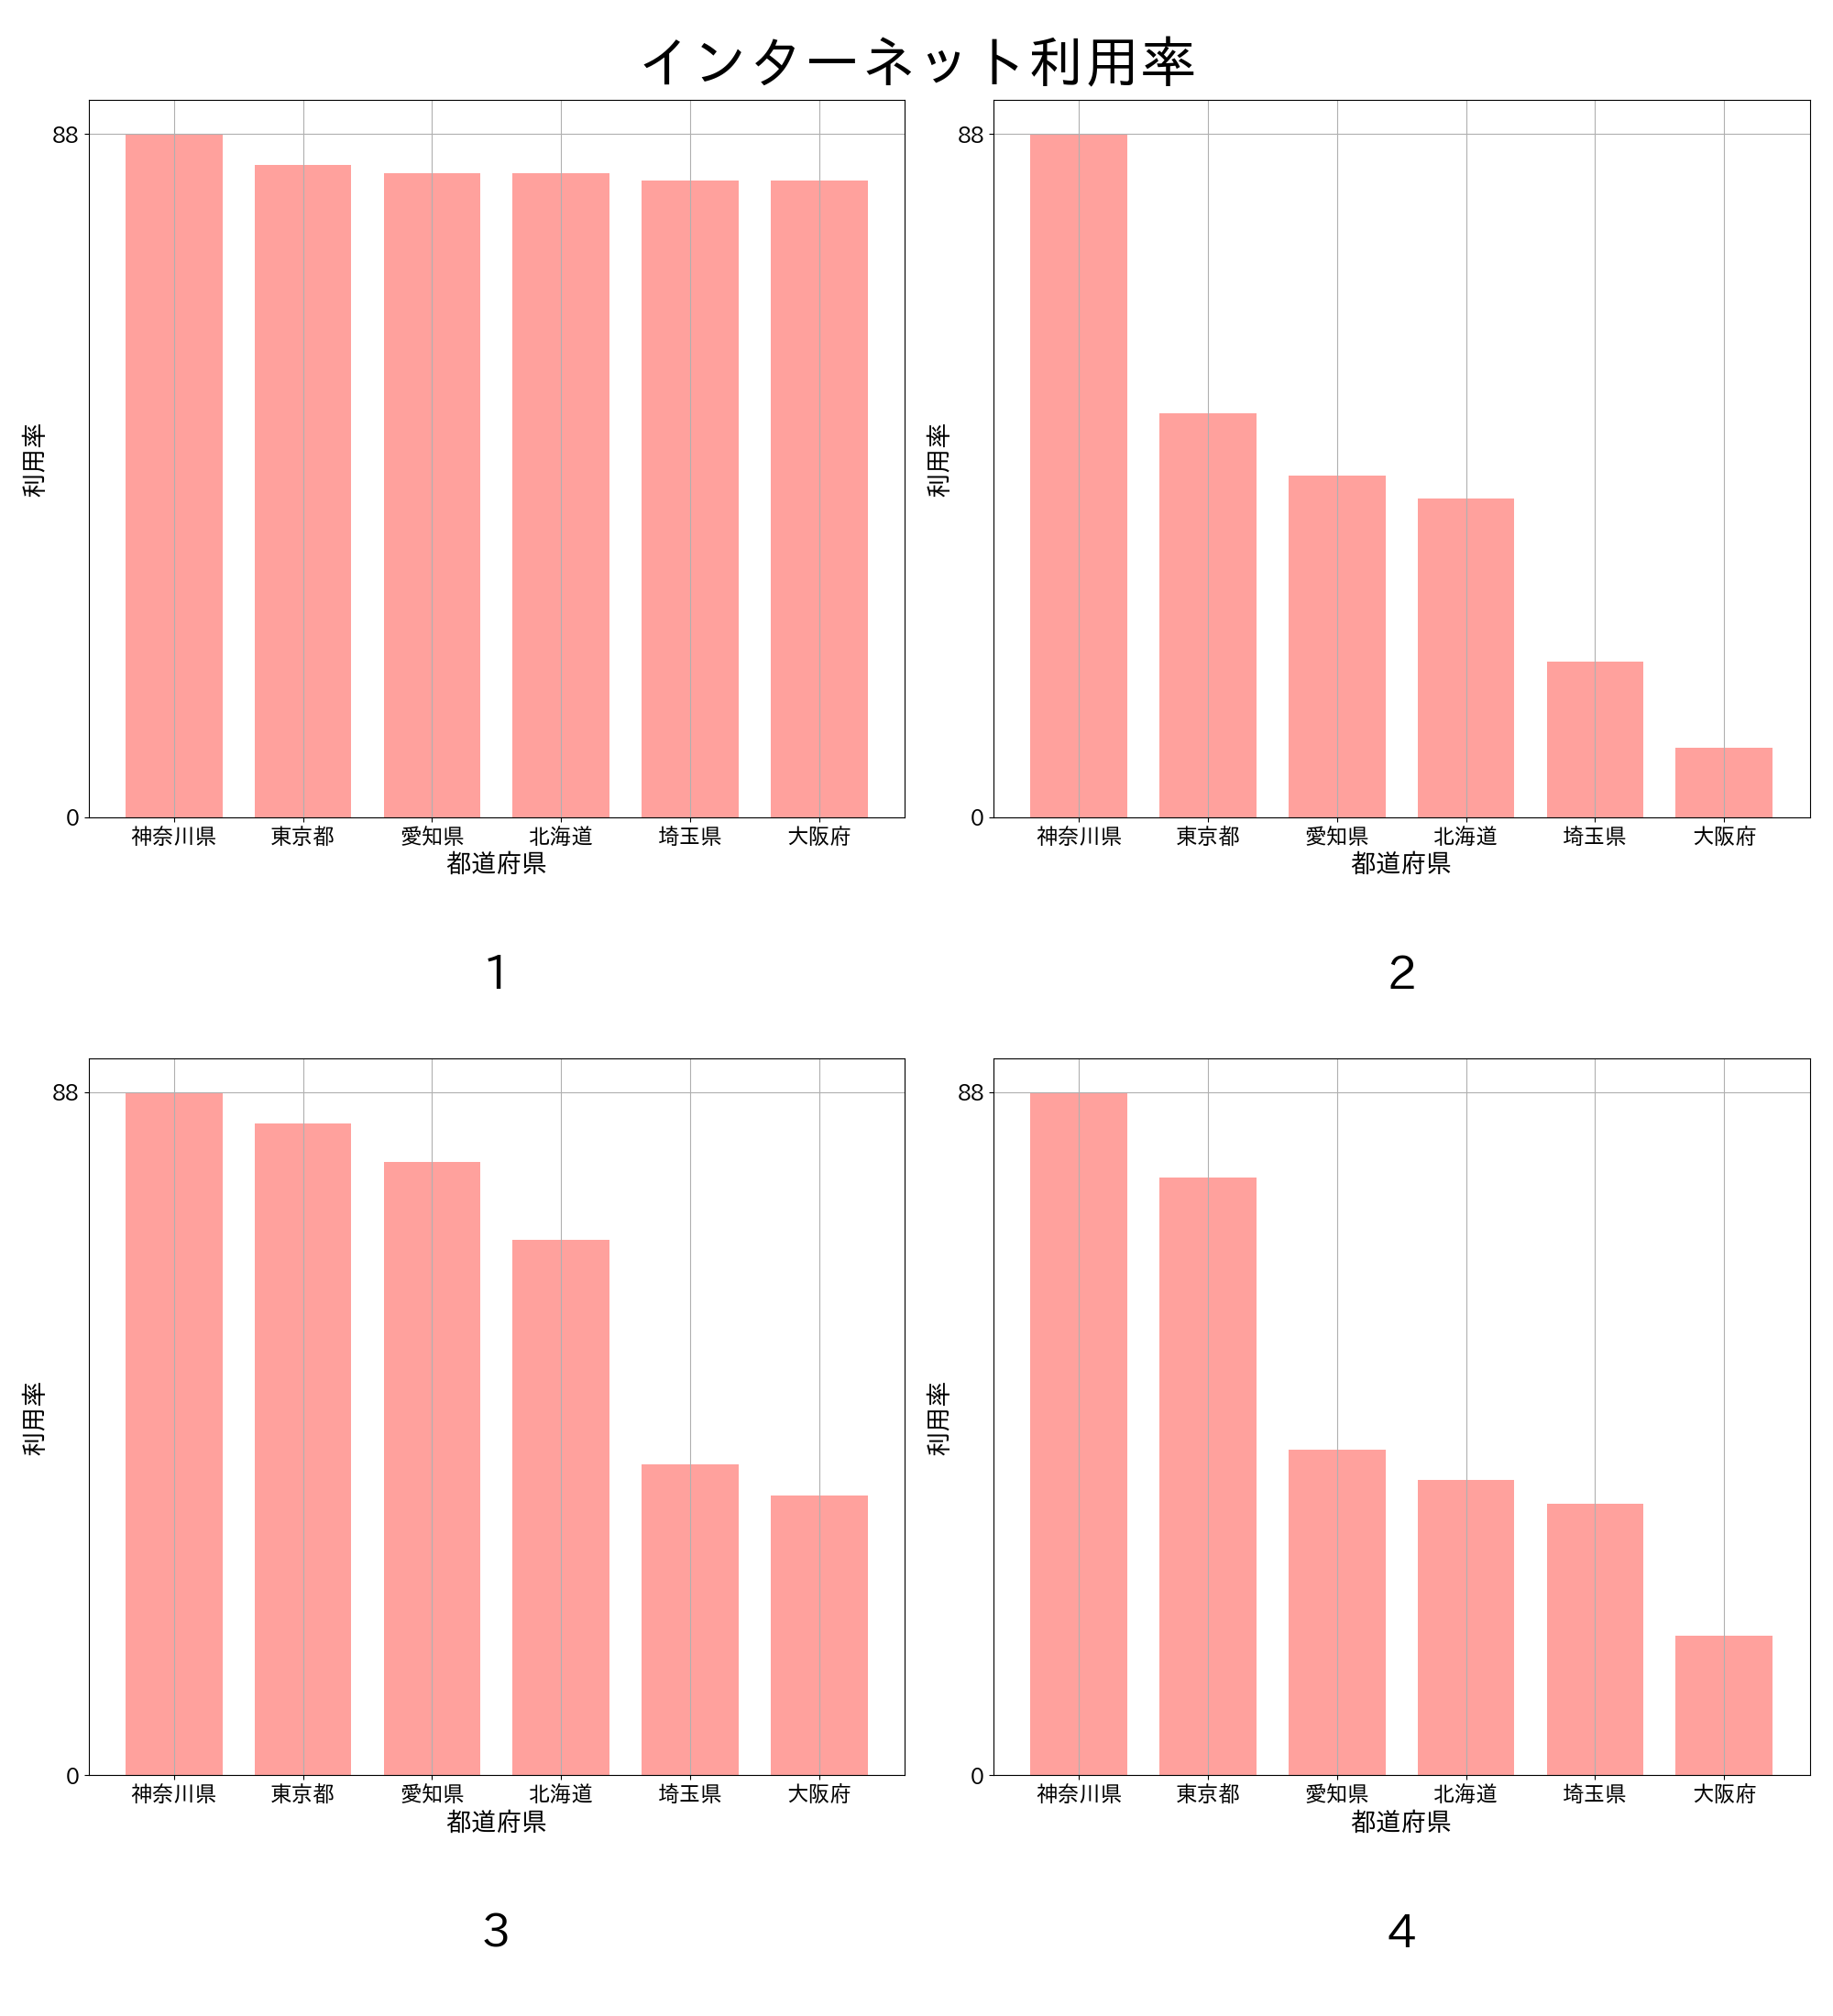 インターネット利用率
88
0
利用率
神奈川県 東京都 愛知県 北海道 埼玉県 大阪府
都道府県
1
88
0
利用率
神奈川県 東京都 愛知県 北海道 埼玉県 大阪府
都道府県
2
88
0
利用率
神奈川県 東京都 愛知県 北海道 埼玉県 大阪府
都道府県
3
88
0
利用率
神奈川県 東京都 愛知県 北海道 埼玉県 大阪府
都道府県
4